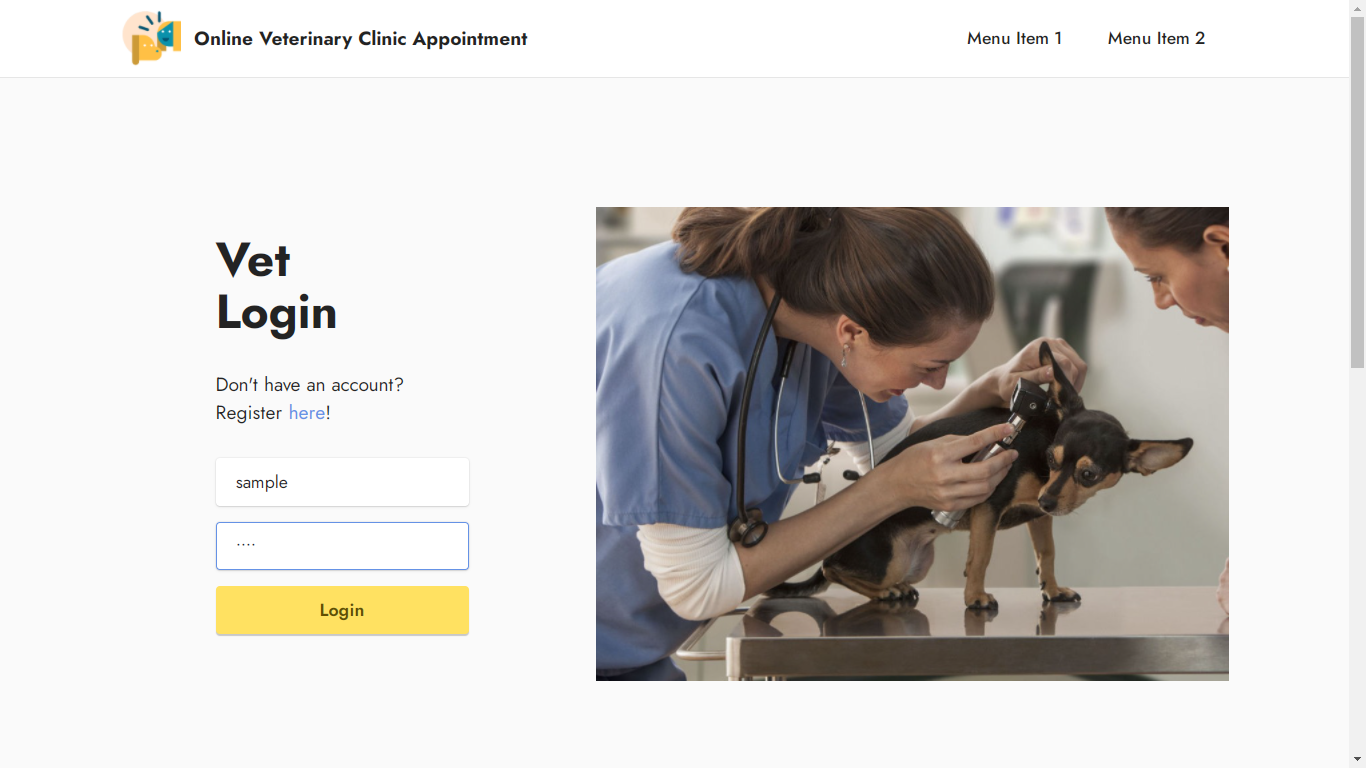 Online Veterinary Clinic Appointment
Menu Item 1
Menu Item 2
Vet
Login
Don't have an account?
Register here!
sample
....
Login